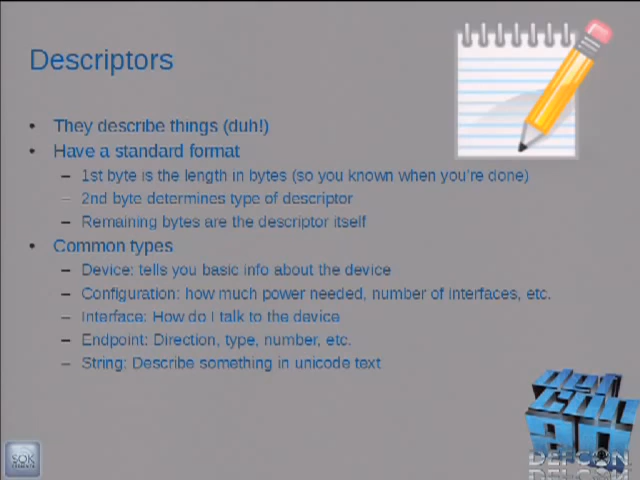 Descriptors
• They describe things (duh!)
• Have a standard format
– 1st byte is the length in bytes (so you known when you're done)
– 2nd byte determines type of descriptor
– Remaining bytes are the descriptor itself
• Common types
– Device: tells you basic info about the device
– Configuration: how much power needed, number of interfaces, etc.
– Interface: How do I talk to the device
– Endpoint: Direction, type, number, etc.
– String: Describe something in unicode text
SOK
DEFCON